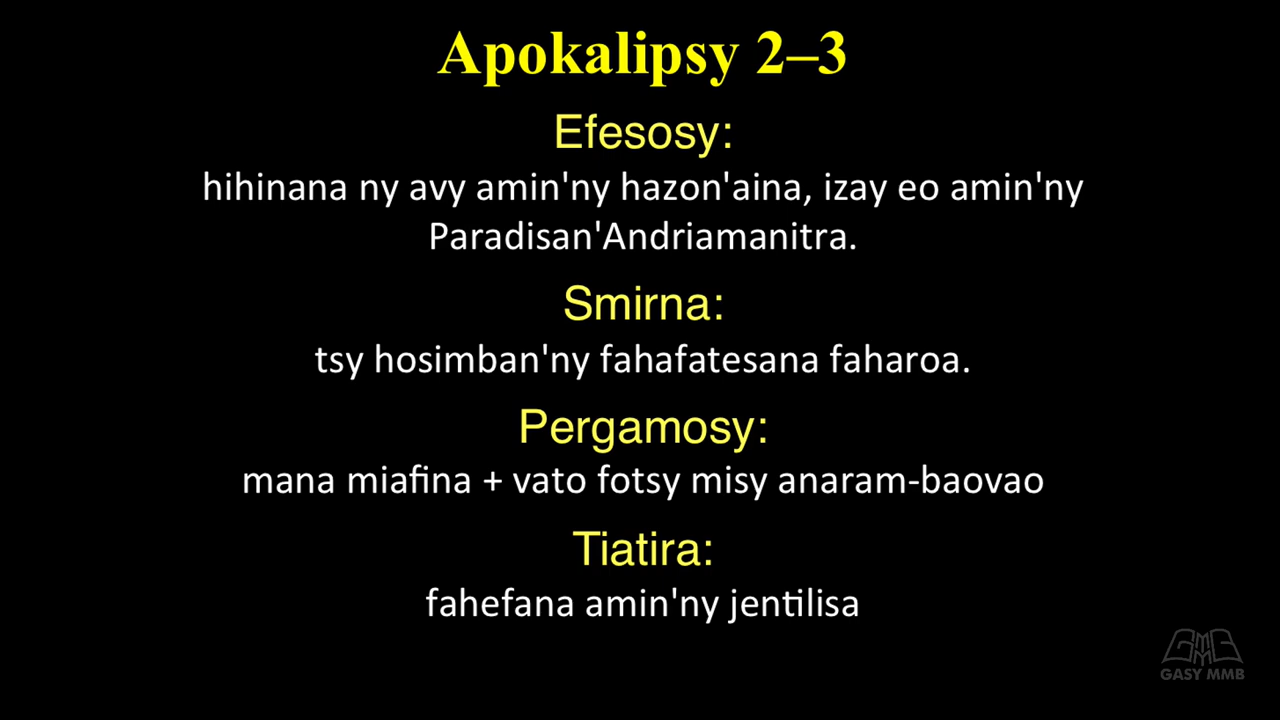 Apokalipsy 2–3
Efesosy:
hihinana ny avy amin'ny hazon'aina, izay eo amin'ny
Paradisan'Andriamanitra.
Smirna:
tsy hosimban'ny fahafatesana faharoa.
Pergamosy:
mana miafina + vato fotsy misy anaram-baovao
Tiatira:
fahefana amin'ny jentilisa
GMMB
GASY MMB